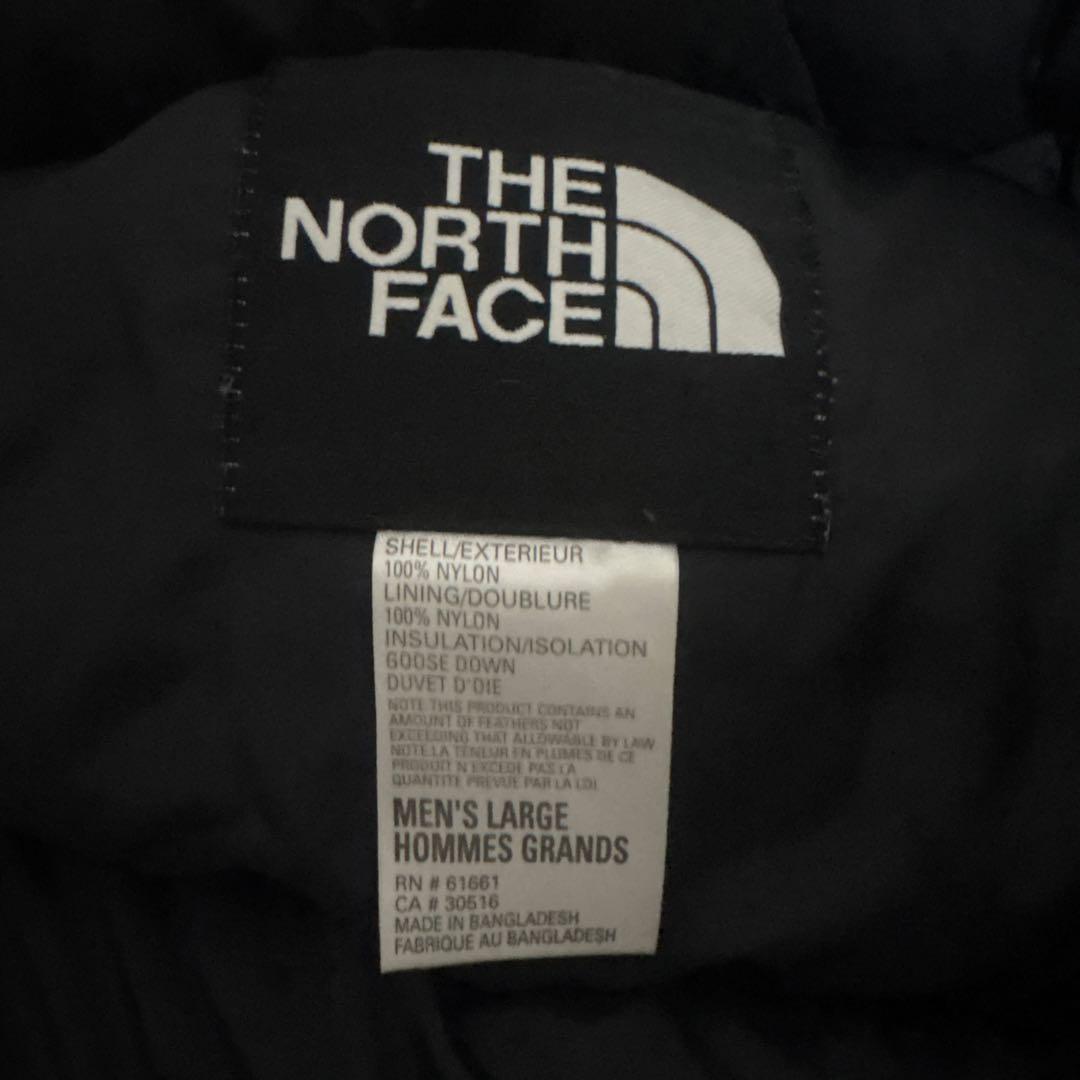 THE
NORTH
FACE
SHELL/EXTERIEUR
100% NYLON
LINING/DOUBLURE
100% NYLON
INSULATION/ISOLATION
GOOSE DOWN
DUVET D'OIE
NOTE THIS PRODUCT CONTAINS AN
AMOUNT OF FEATHERS NOT
EXCEEDING THAT ALLOWABLE BY LAW
NOTE LA TENEUR EN PLUMES DE CE
PRODUIT N'EXCEDE PAS LA
QUANTITE PREVUE PAR LA LOI
MEN'S LARGE
HOMMES GRANDS
RN # 61661
CA # 30516
MADE IN BANGLADESH
FABRIQUE AU BANGLADESH